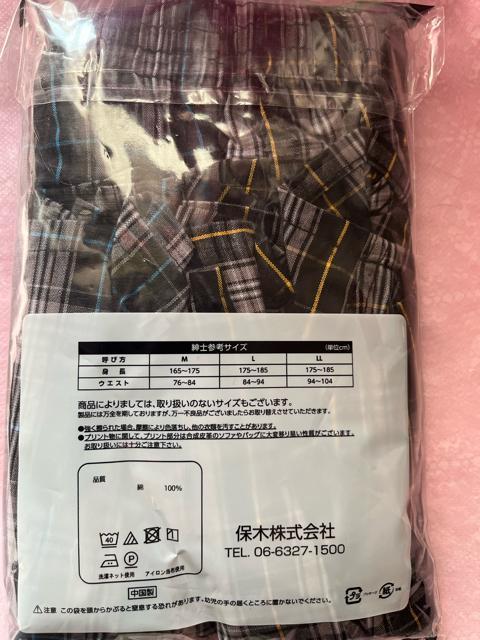 紳士参考サイズ (単位cm)
呼び方 M L LL
身長 165〜175 175〜185 175〜185
ウエスト 76〜84 84〜94 94〜104
商品によりましては、取り扱いのないサイズもございます。
製品には万全を期しておりますが、万一不良品がございましたらお取り替えさせていただきます。
●強く擦られた場合、摩擦により色落ちし、他の衣類を汚すことがあります。
●プリント物に関して、プリント部分は合成皮革のソファやバッグに大変移り易い性質がございます。
お取り扱いには十分ご注意下さい。
品質
綿 100%
40
P
洗濯ネット使用 アイロン当布使用
中国製
保木株式会社
TEL. 06-6327-1500
プラ 紙
⚠注意 この袋を頭からかぶると窒息する恐れがあります。幼児の手の届くところに置かないでください。